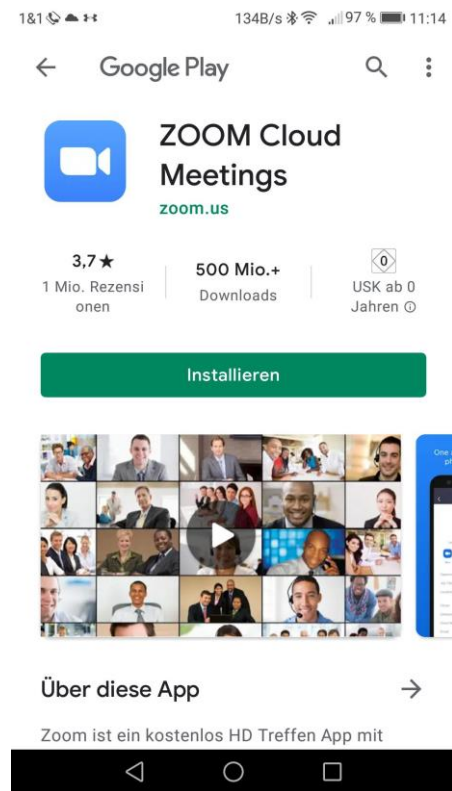 1&1
134B/s
97 %
11:14
Google Play
ZOOM Cloud
Meetings
zoom.us
3,7★
1 Mio. Rezensi
onen
500 Mio.+
Downloads
0
USK ab 0
Jahren
Installieren
Über diese App
Zoom ist ein kostenlos HD Treffen App mit